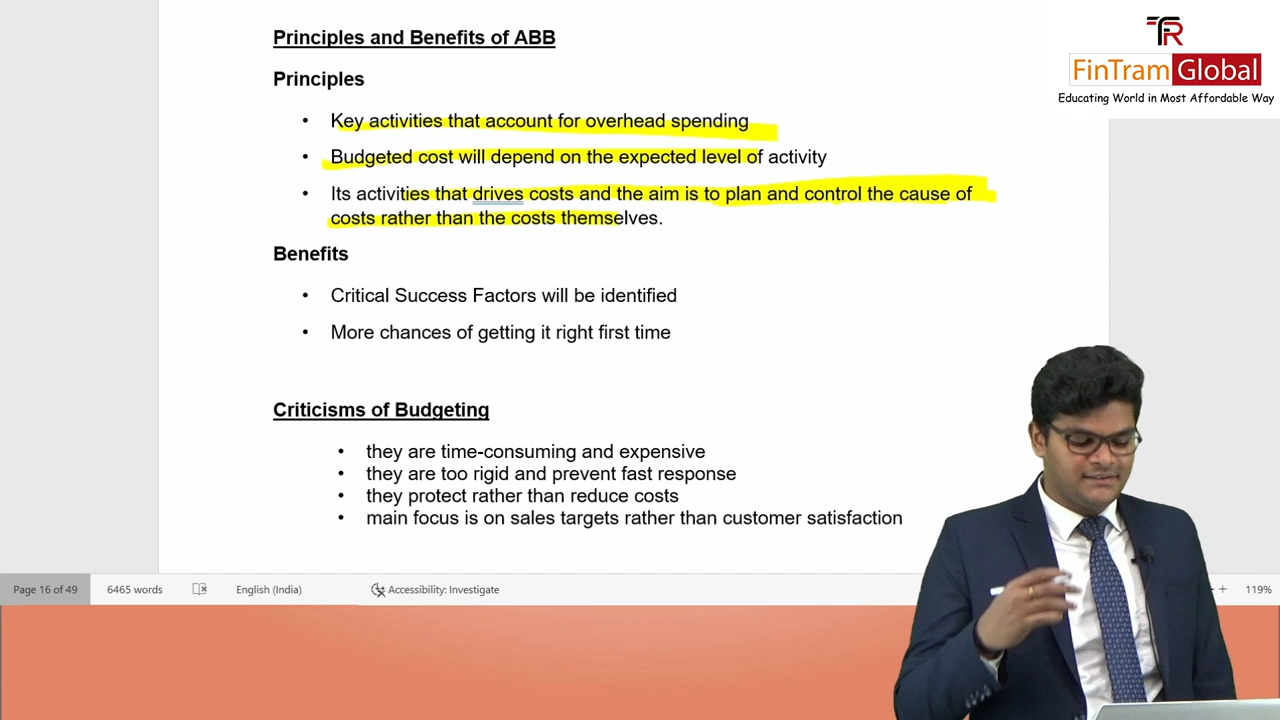 Principles and Benefits of ABB
TR
FinTram Global
Educating World in Most Affordable Way
Principles
• Key activities that account for overhead spending
• Budgeted cost will depend on the expected level of activity
• Its activities that drives costs and the aim is to plan and control the cause of
costs rather than the costs themselves.
Benefits
• Critical Success Factors will be identified
• More chances of getting it right first time
Criticisms of Budgeting
• they are time-consuming and expensive
• they are too rigid and prevent fast response
• they protect rather than reduce costs
• main focus is on sales targets rather than customer satisfaction
Page 16 of 49 6465 words English (India) Accessibility: Investigate + 119%